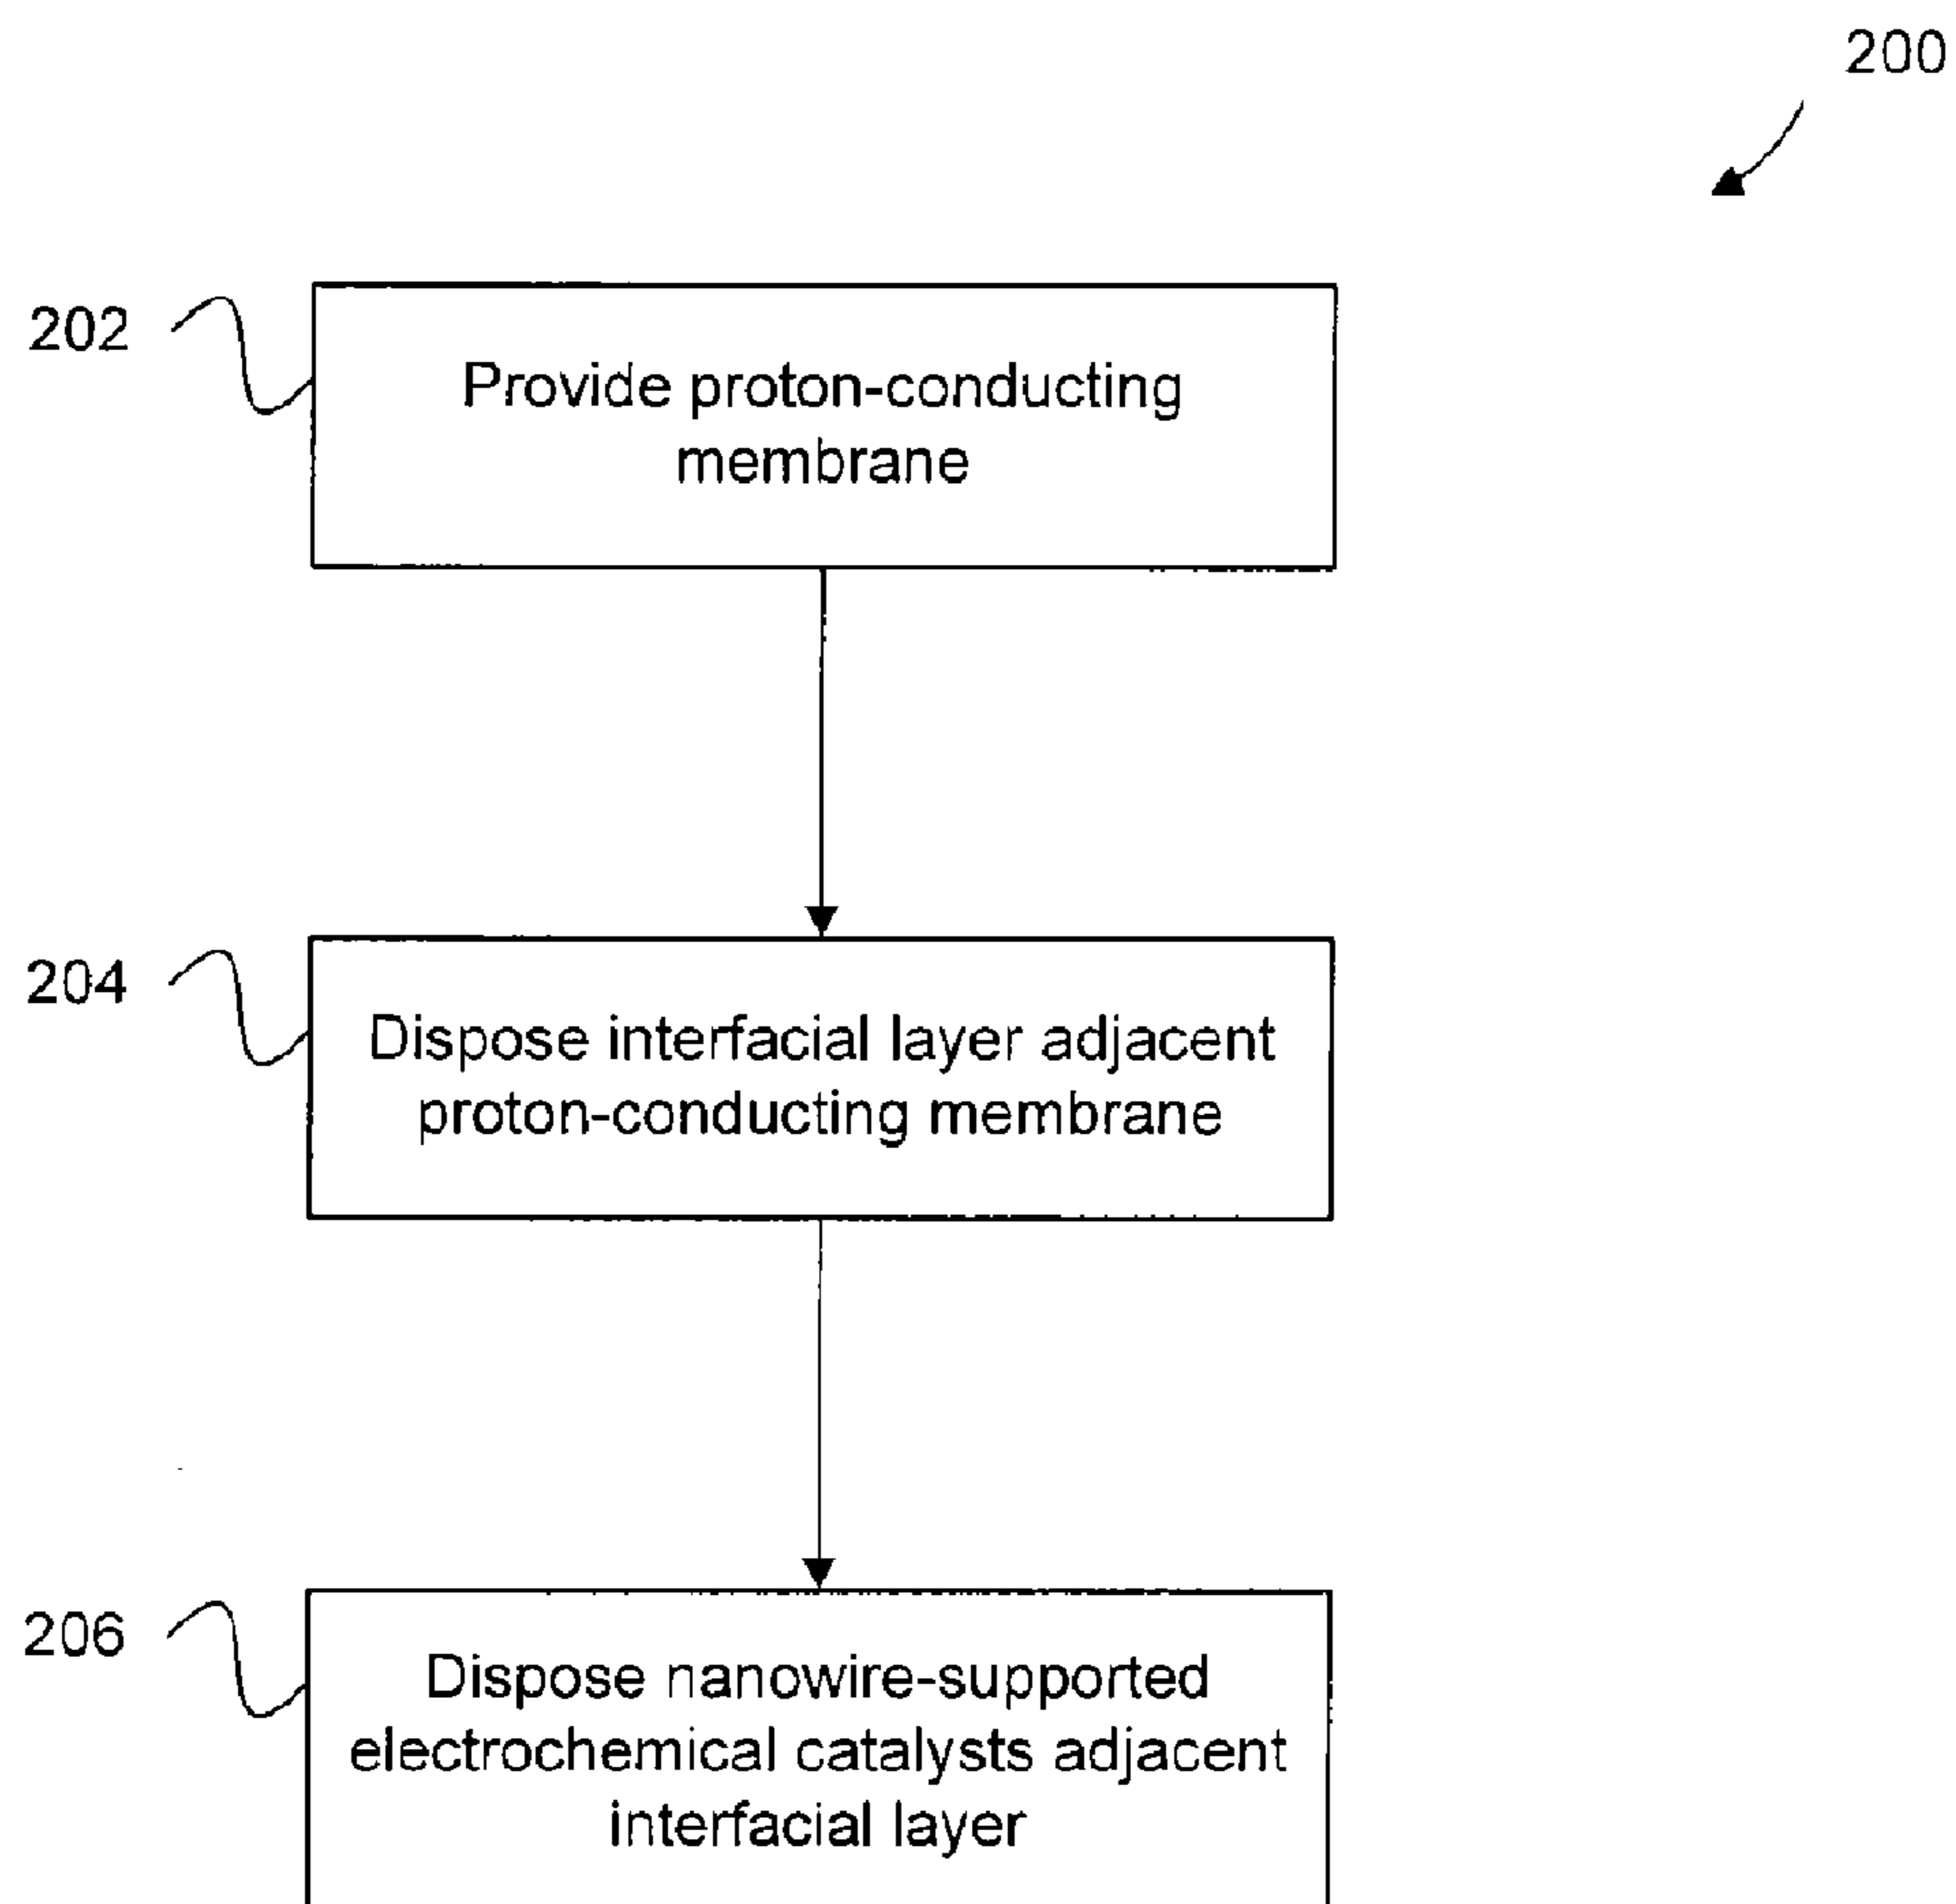 200
202
Provide proton-conducting
membrane
204
Dispose interfacial layer adjacent
proton-conducting membrane
206
Dispose nanowire-supported
electrochemical catalysts adjacent
interfacial layer